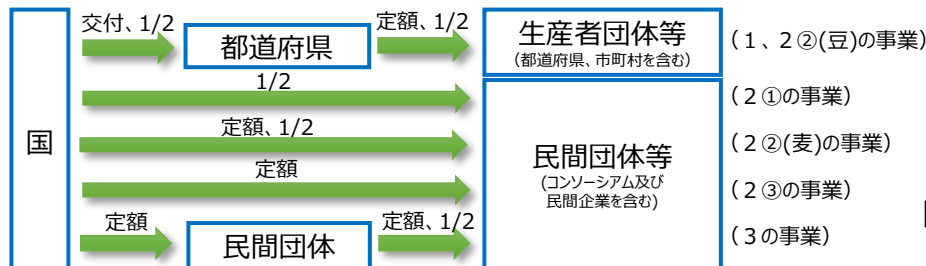 交付、1/2
定額、1/2
都道府県
生産者団体等
(都道府県、市町村を含む)
(1、2②(豆)の事業)
1/2
(2①の事業)
国
定額、1/2
民間団体等
(コンソーシアム及び
民間企業を含む)
(2②(麦)の事業)
定額
(2③の事業)
定額
民間団体
定額、1/2
(3の事業)